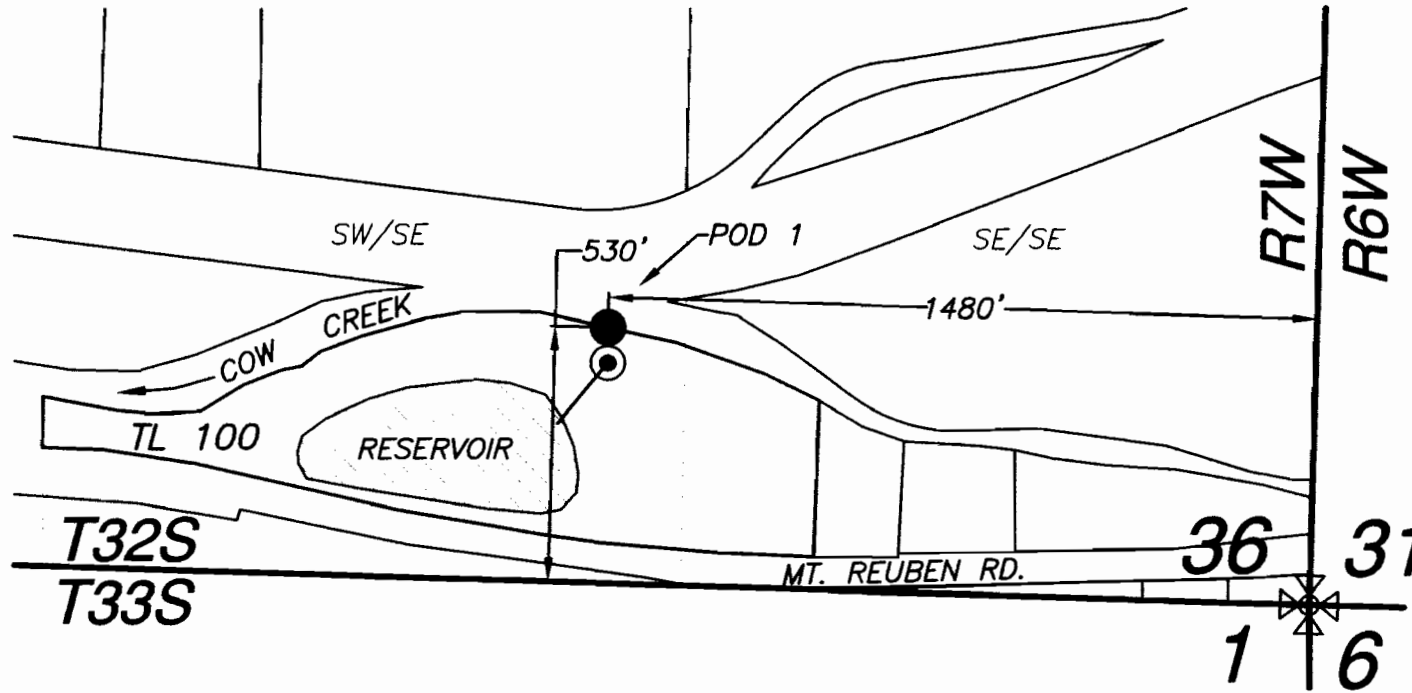 R7W
R6W
SW/SE
530'
POD 1
SE/SE
1480'
COW CREEK
TL 100
RESERVOIR
T32S
36
31
MT. REUBEN RD.
T33S
1
6